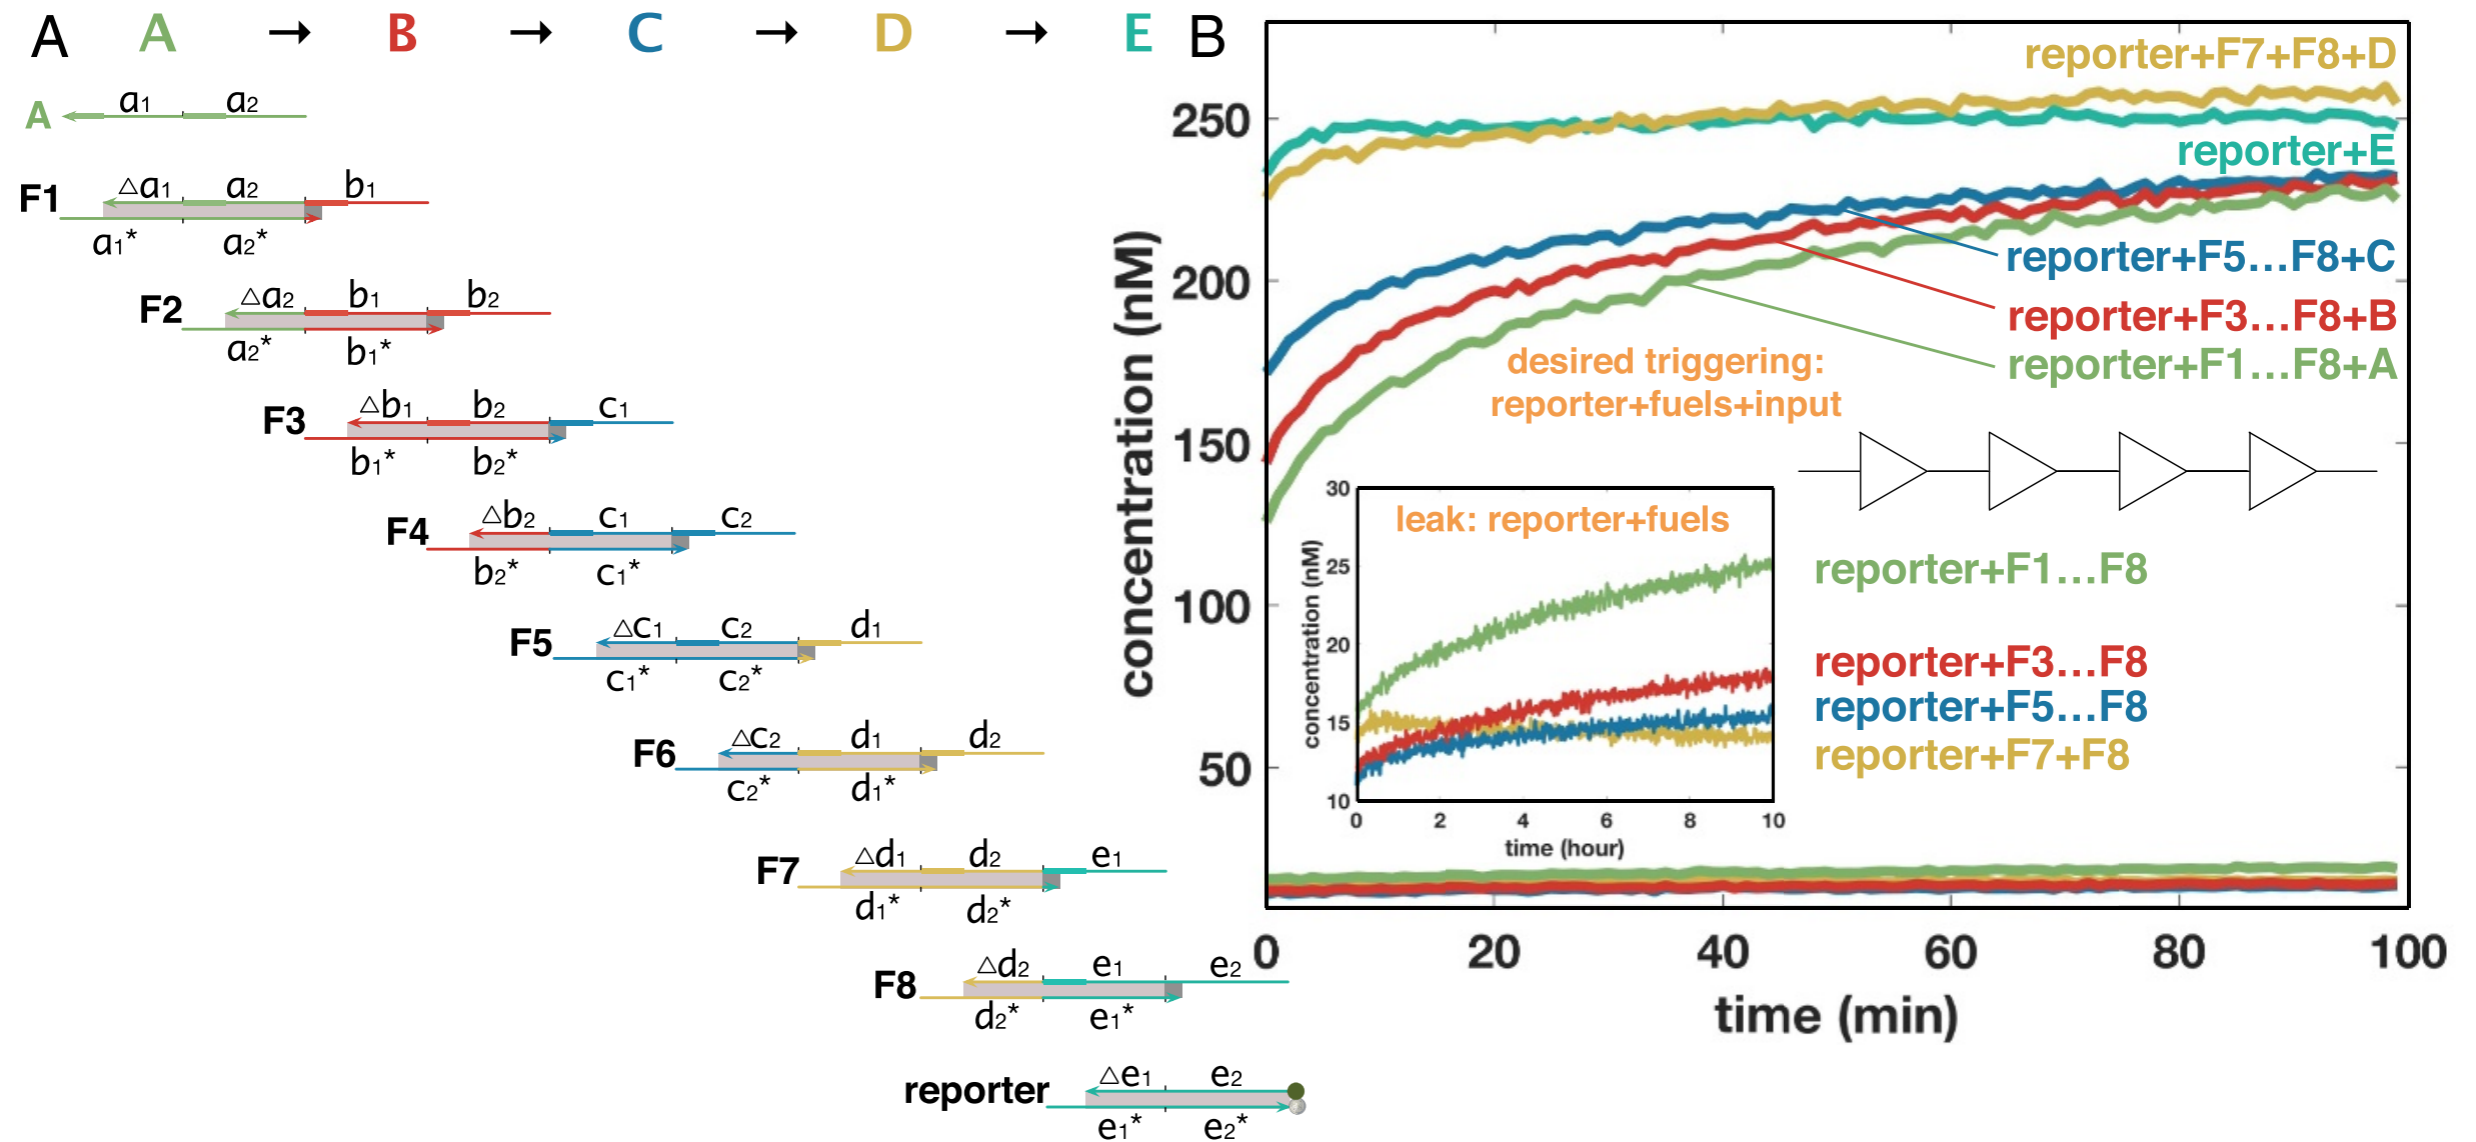 A
A → B → C → D → E
A
a1 a2
F1
△a1 a2 b1
a1* a2*
F2
△a2 b1 b2
a2* b1*
F3
△b1 b2 c1
b1* b2*
F4
△b2 c1 c2
b2* c1*
F5
△c1 c2 d1
c1* c2*
F6
△c2 d1 d2
c2* d1*
F7
△d1 d2 e1
d1* d2*
F8
△d2 e1 e2
d2* e1*
reporter
△e1 e2
e1* e2*
B
concentration (nM)
250
200
150
100
50
0 20 40 60 80 100
time (min)
reporter+F7+F8+D
reporter+E
reporter+F5...F8+C
reporter+F3...F8+B
reporter+F1...F8+A
desired triggering:
reporter+fuels+input
leak: reporter+fuels
concentration (nM)
30
25
20
15
10
0 2 4 6 8 10
time (hour)
reporter+F1...F8
reporter+F3...F8
reporter+F5...F8
reporter+F7+F8